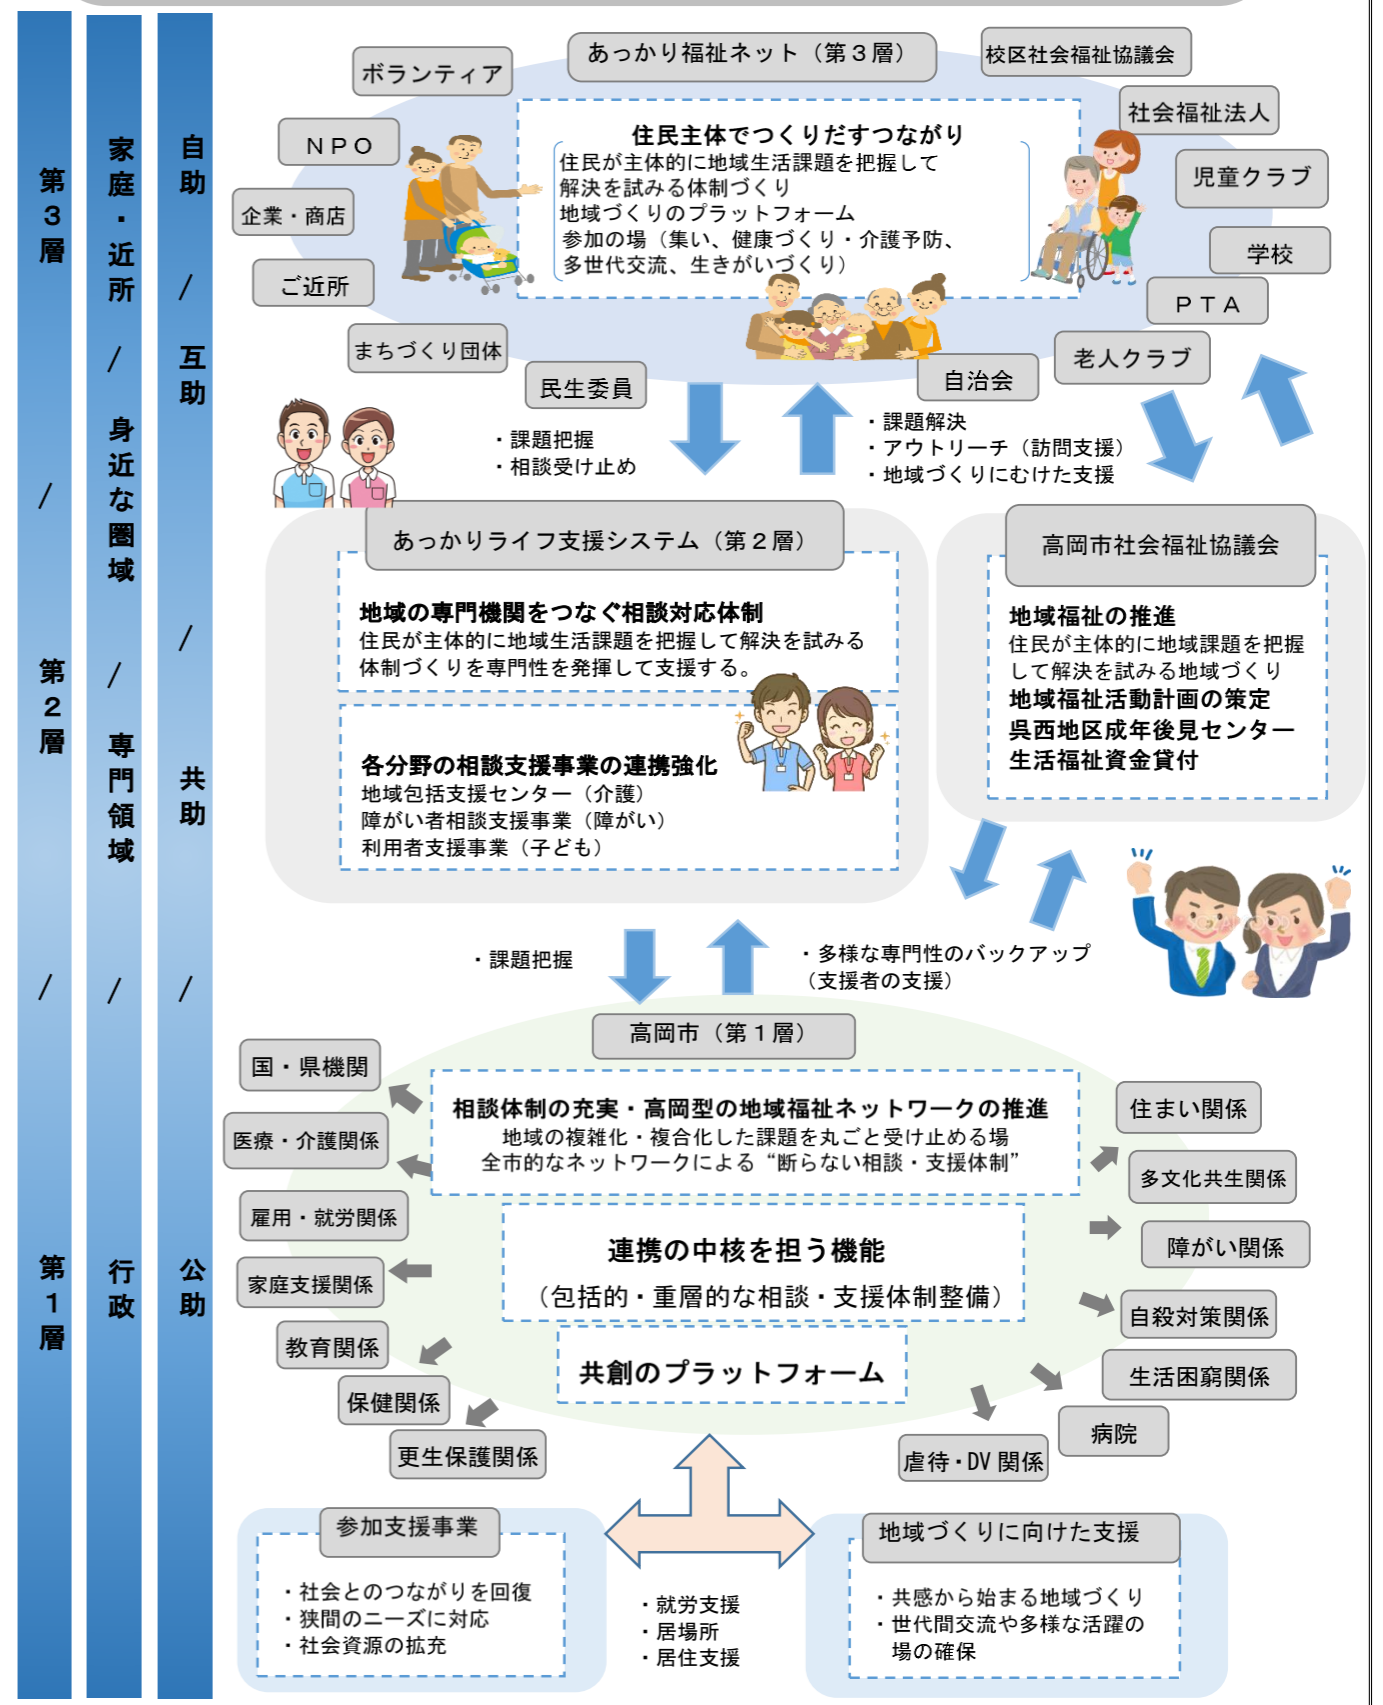 第３層
／
第２層
／
第１層
家庭・近所
／
身近な圏域
／
専門領域
／
行政
自助
／
互助
／
共助
／
公助
あっかり福祉ネット（第３層）
校区社会福祉協議会
ボランティア
社会福祉法人
ＮＰＯ
児童クラブ
企業・商店
学校
ご近所
ＰＴＡ
まちづくり団体
老人クラブ
民生委員
自治会
住民主体でつくりだすつながり
住民が主体的に地域生活課題を把握して
解決を試みる体制づくり
地域づくりのプラットフォーム
参加の場（集い、健康づくり・介護予防、
多世代交流、生きがいづくり）
・課題把握
・相談受け止め
・課題解決
・アウトリーチ（訪問支援）
・地域づくりにむけた支援
あっかりライフ支援システム（第２層）
地域の専門機関をつなぐ相談対応体制
住民が主体的に地域生活課題を把握して解決を試みる
体制づくりを専門性を発揮して支援する。
各分野の相談支援事業の連携強化
地域包括支援センター（介護）
障がい者相談支援事業（障がい）
利用者支援事業（子ども）
高岡市社会福祉協議会
地域福祉の推進
住民が主体的に地域課題を把握
して解決を試みる地域づくり
地域福祉活動計画の策定
呉西地区成年後見センター
生活福祉資金貸付
・課題把握
・多様な専門性のバックアップ
（支援者の支援）
高岡市（第１層）
相談体制の充実・高岡型の地域福祉ネットワークの推進
地域の複雑化・複合化した課題を丸ごと受け止める場
全市的なネットワークによる“断らない相談・支援体制”
連携の中核を担う機能
（包括的・重層的な相談・支援体制整備）
共創のプラットフォーム
国・県機関
医療・介護関係
雇用・就労関係
家庭支援関係
教育関係
保健関係
更生保護関係
住まい関係
多文化共生関係
障がい関係
自殺対策関係
生活困窮関係
病院
虐待・DV 関係
参加支援事業
・社会とのつながりを回復
・狭間のニーズに対応
・社会資源の拡充
・就労支援
・居場所
・居住支援
地域づくりに向けた支援
・共感から始まる地域づくり
・世代間交流や多様な活躍の
場の確保